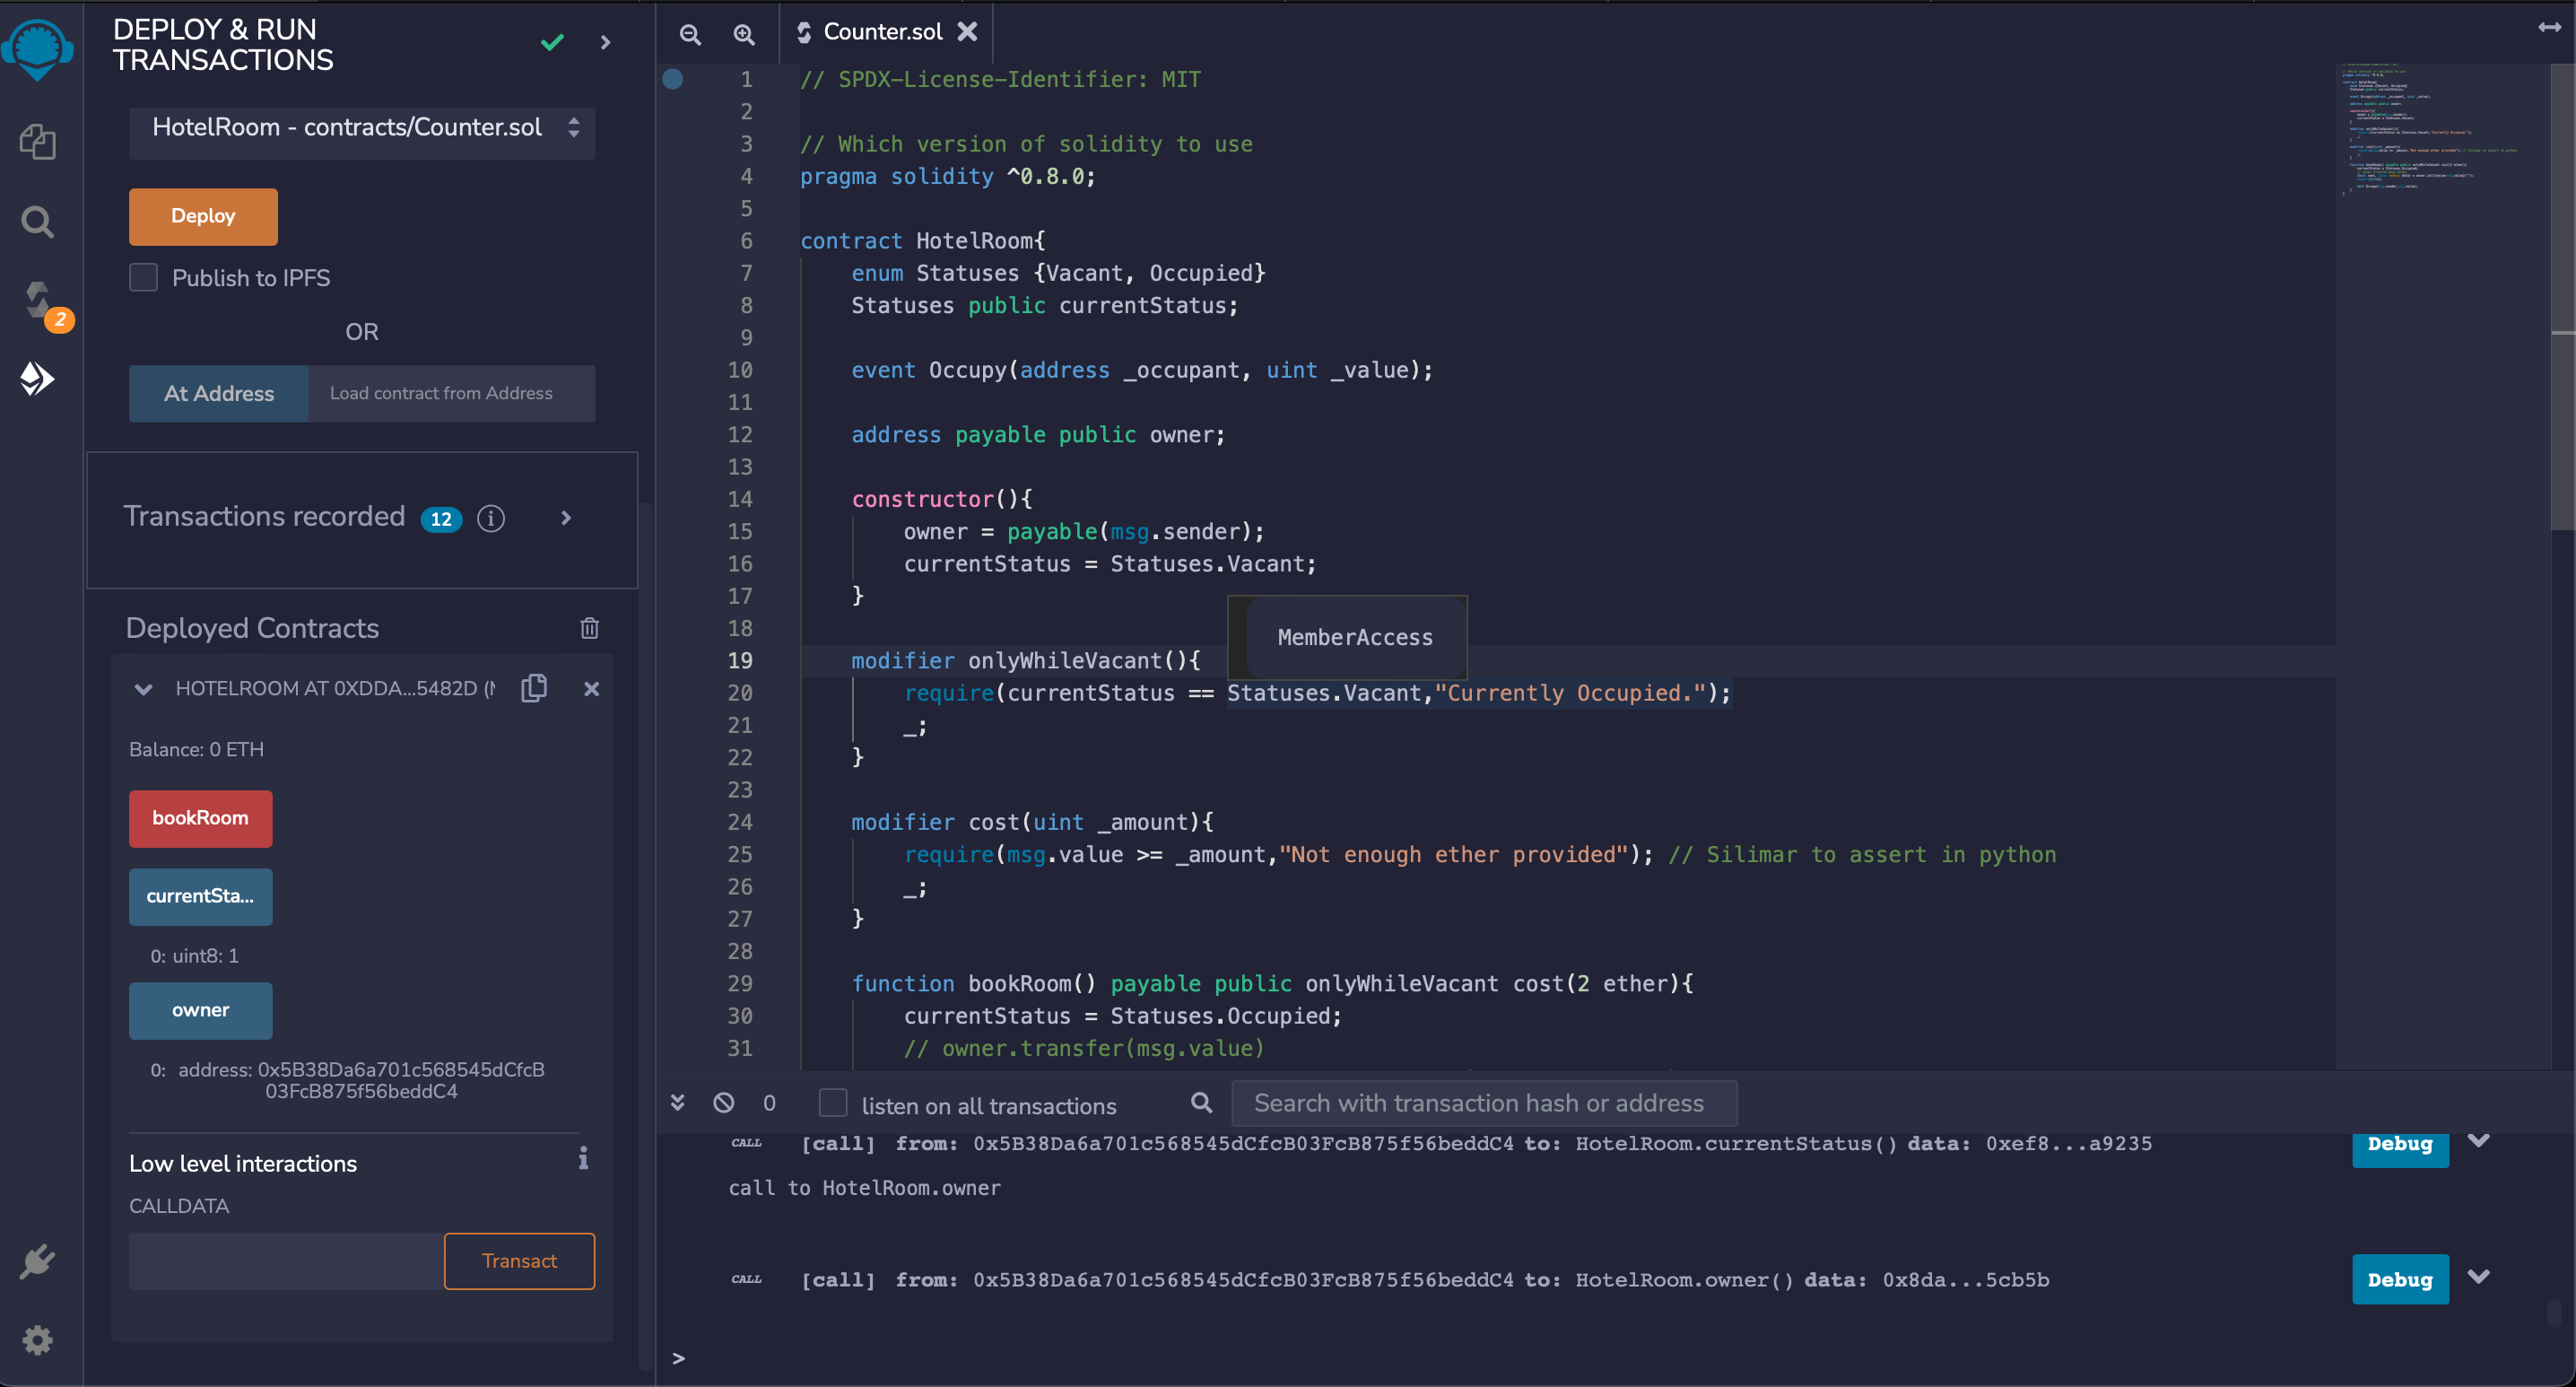 DEPLOY & RUN
TRANSACTIONS
HotelRoom - contracts/Counter.sol
Deploy
Publish to IPFS
OR
At Address
Load contract from Address
2
Transactions recorded 12 i
Deployed Contracts
HOTELROOM AT 0XDDA...5482D (
Balance: 0 ETH
bookRoom
currentSta...
0: uint8: 1
owner
0: address: 0x5B38Da6a701c568545dCfcB
03FcB875f56beddC4
Low level interactions i
CALLDATA
Transact
Counter.sol
1 // SPDX-License-Identifier: MIT
2
3 // Which version of solidity to use
4 pragma solidity ^0.8.0;
5
6 contract HotelRoom{
7 enum Statuses {Vacant, Occupied}
8 Statuses public currentStatus;
9
10 event Occupy(address _occupant, uint _value);
11
12 address payable public owner;
13
14 constructor(){
15 owner = payable(msg.sender);
16 currentStatus = Statuses.Vacant;
17 }
18
MemberAccess
19 modifier onlyWhileVacant(){
20 require(currentStatus == Statuses.Vacant,"Currently Occupied.");
21 _;
22 }
23
24 modifier cost(uint _amount){
25 require(msg.value >= _amount,"Not enough ether provided"); // Silimar to assert in python
26 _;
27 }
28
29 function bookRoom() payable public onlyWhileVacant cost(2 ether){
30 currentStatus = Statuses.Occupied;
31 // owner.transfer(msg.value)
0 listen on all transactions Search with transaction hash or address
CALL [call] from: 0x5B38Da6a701c568545dCfcB03FcB875f56beddC4 to: HotelRoom.currentStatus() data: 0xef8...a9235 Debug
call to HotelRoom.owner
CALL [call] from: 0x5B38Da6a701c568545dCfcB03FcB875f56beddC4 to: HotelRoom.owner() data: 0x8da...5cb5b Debug
>